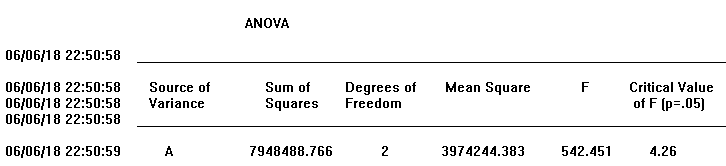 ANOVA
06/06/18 22:50:58
06/06/18 22:50:58 Source of Sum of Degrees of Mean Square F Critical Value
06/06/18 22:50:58 Variance Squares Freedom of F (p=.05)
06/06/18 22:50:58
06/06/18 22:50:59 A 7948488.766 2 3974244.383 542.451 4.26